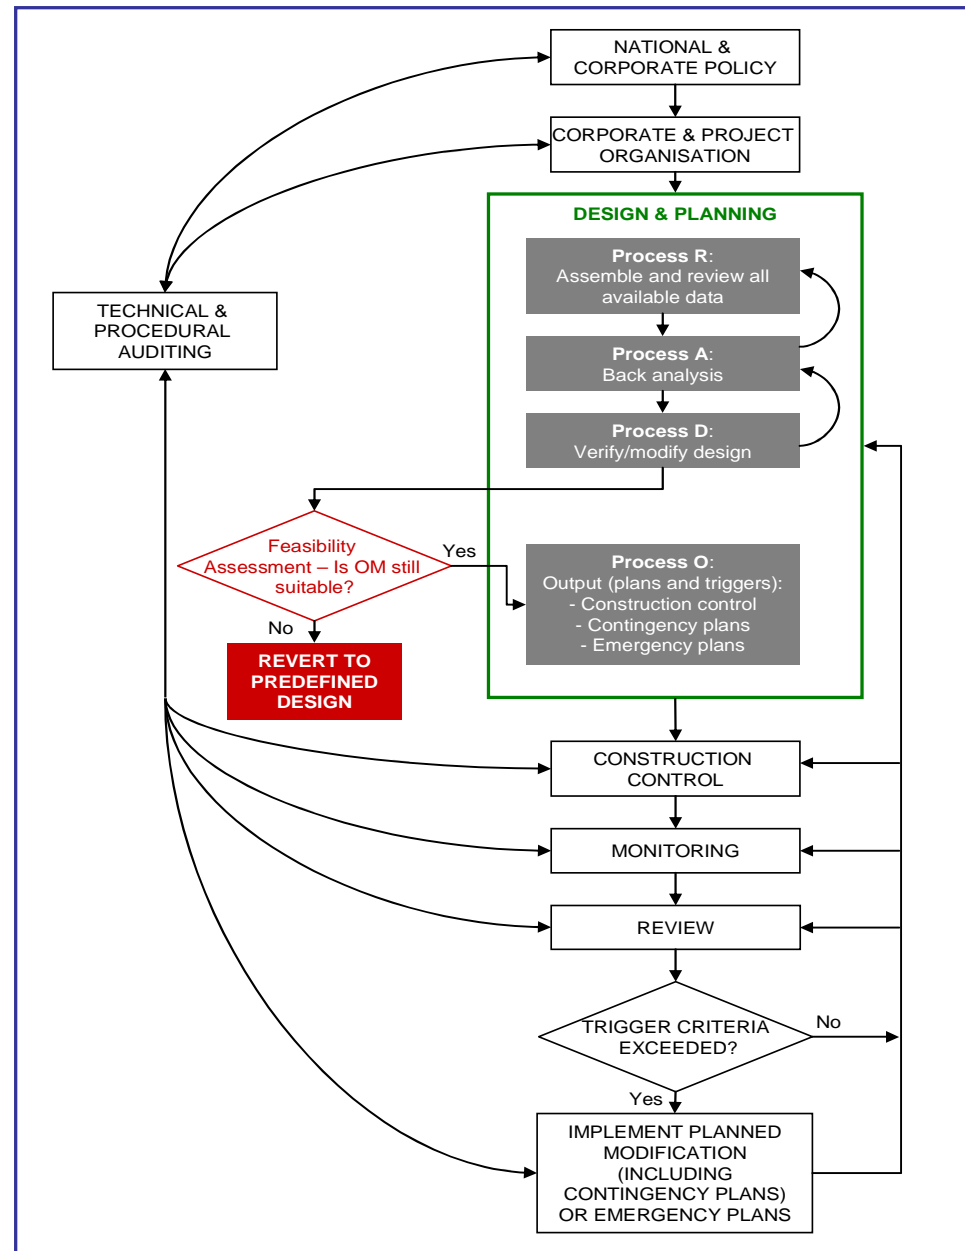 NATIONAL &
CORPORATE POLICY
CORPORATE & PROJECT
ORGANISATION
DESIGN & PLANNING
Process R:
Assemble and review all
available data
TECHNICAL &
PROCEDURAL
AUDITING
Process A:
Back analysis
Process D:
Verify/modify design
Feasibility
Assessment – Is OM still
suitable?
Yes
No
Process O:
Output (plans and triggers):
- Construction control
- Contingency plans
- Emergency plans
REVERT TO
PREDEFINED
DESIGN
CONSTRUCTION
CONTROL
MONITORING
REVIEW
TRIGGER CRITERIA
EXCEEDED?
No
Yes
IMPLEMENT PLANNED
MODIFICATION
(INCLUDING
CONTINGENCY PLANS)
OR EMERGENCY PLANS